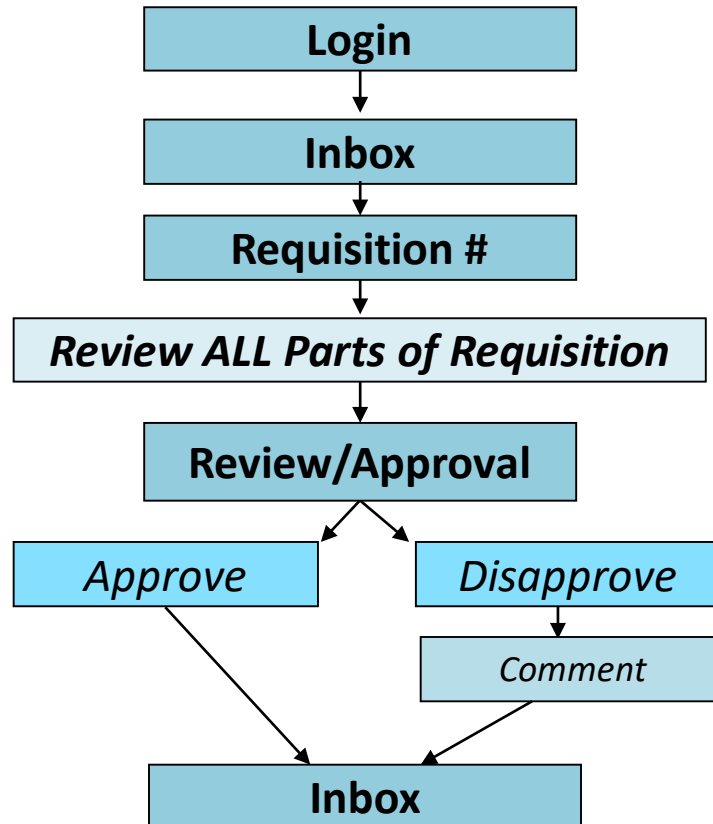 Login
Inbox
Requisition #
Review ALL Parts of Requisition
Review/Approval
Approve
Disapprove
Comment
Inbox